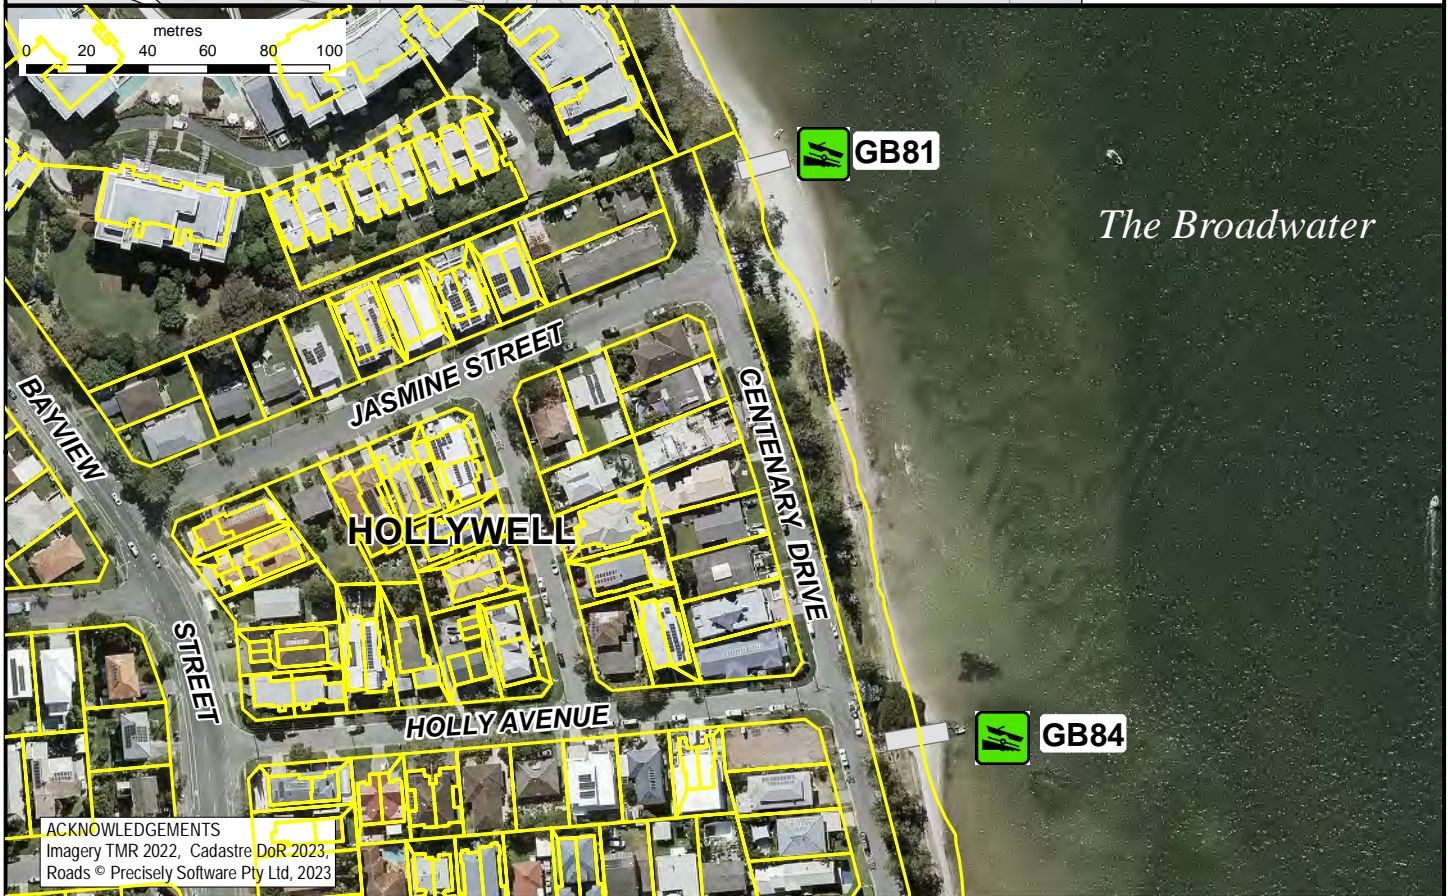 metres
0 20 40 60 80 100
GB81
The Broadwater
JASMINE STREET
BAYVIEW
STREET
CENTENARY DRIVE
HOLLYWELL
HOLLY AVENUE
GB84
ACKNOWLEDGEMENTS
Imagery TMR 2022, Cadastre DoR 2023,
Roads © Precisely Software Pty Ltd, 2023